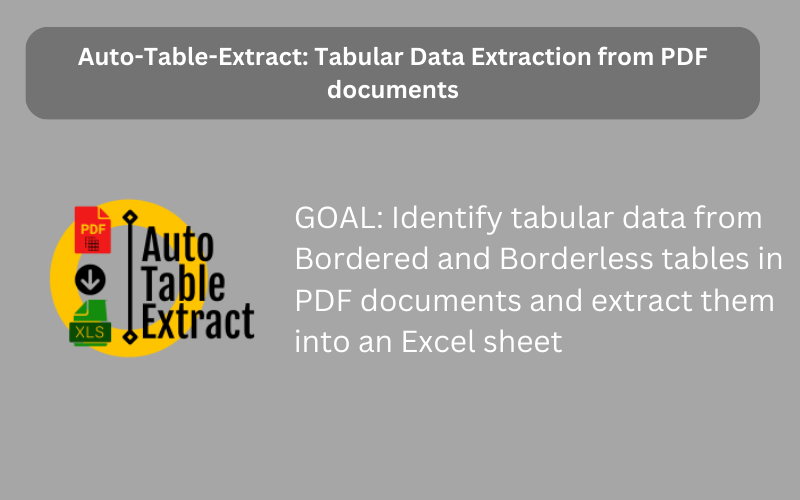 Auto-Table-Extract: Tabular Data Extraction from PDF
documents
PDF
XLS
Auto
Table
Extract
GOAL: Identify tabular data from
Bordered and Borderless tables in
PDF documents and extract them
into an Excel sheet